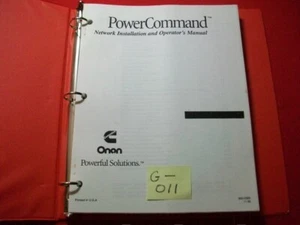 PowerCommand™
Network Installation and Operator's Manual
Onan
Powerful Solutions.™
G-
011